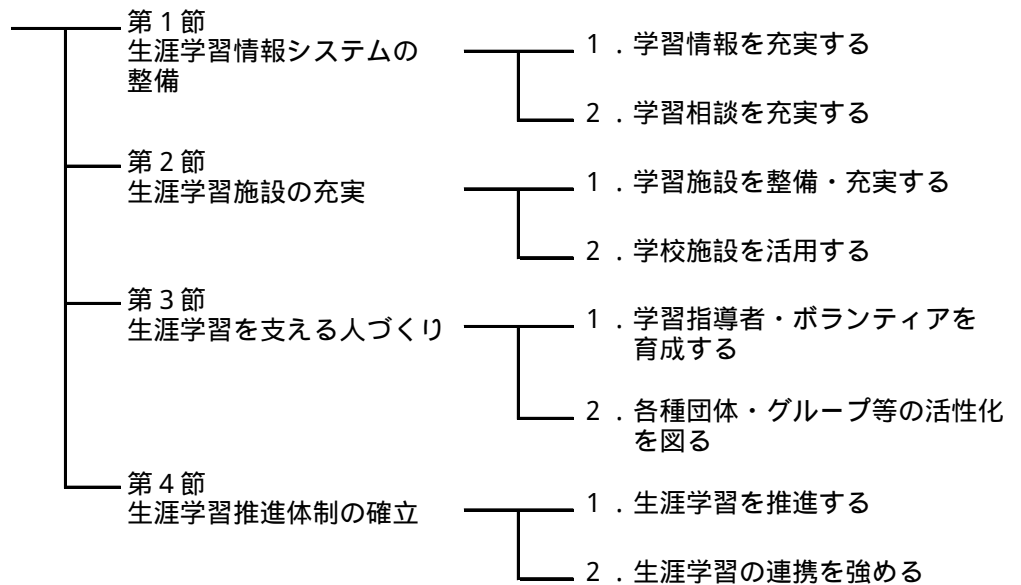 第1節
生涯学習情報システムの
整備
1．学習情報を充実する
2．学習相談を充実する
第2節
生涯学習施設の充実
1．学習施設を整備・充実する
2．学校施設を活用する
第3節
生涯学習を支える人づくり
1．学習指導者・ボランティアを
育成する
2．各種団体・グループ等の活性化
を図る
第4節
生涯学習推進体制の確立
1．生涯学習を推進する
2．生涯学習の連携を強める